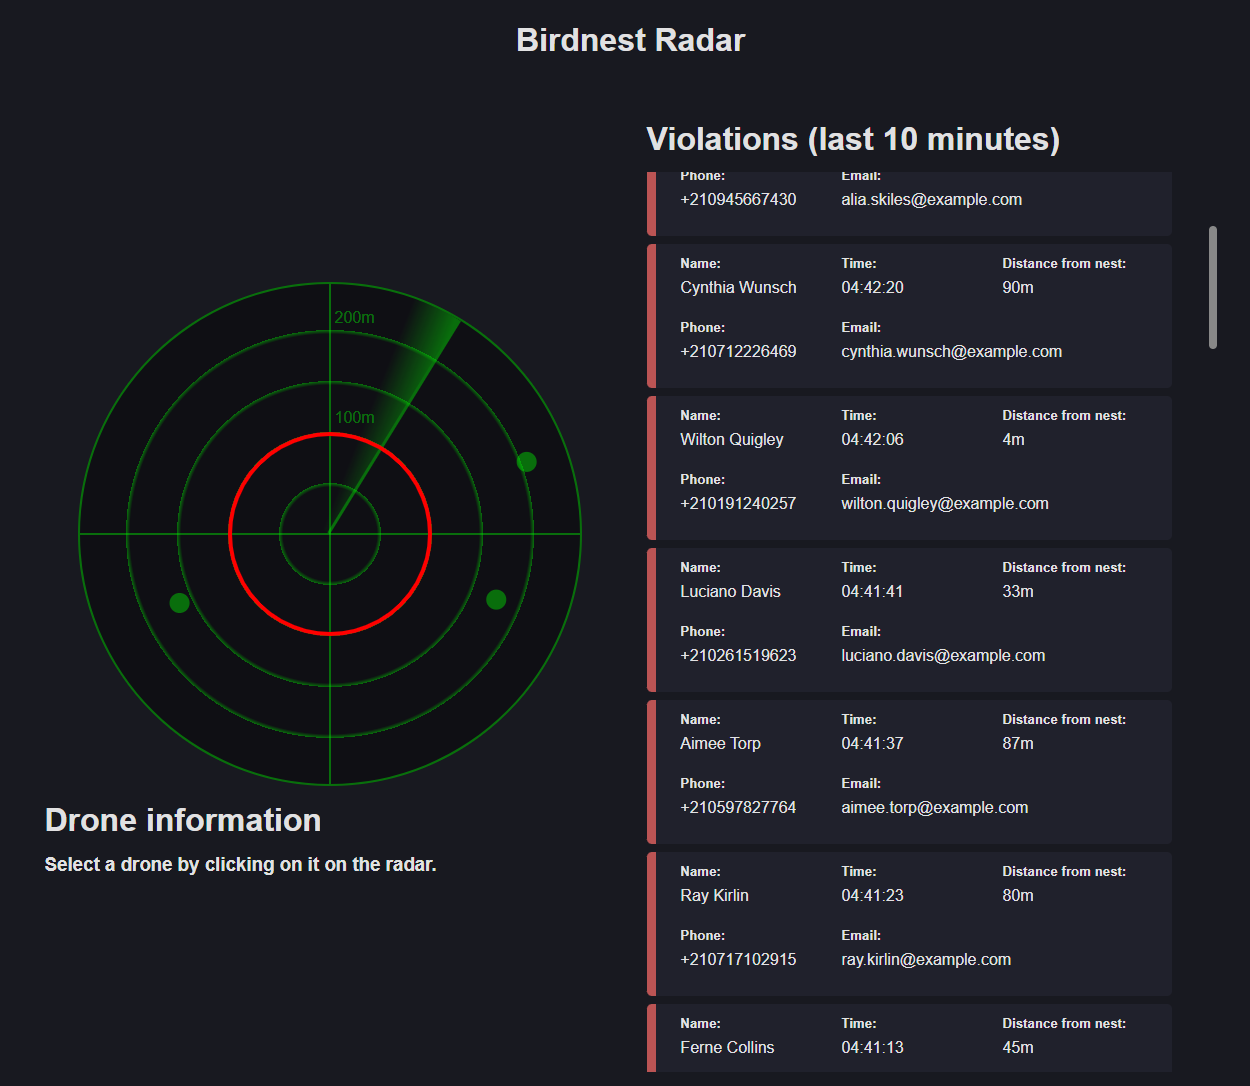 Birdnest Radar
Violations (last 10 minutes)
Phone: Email:
+210945667430 alia.skiles@example.com
Name: Time: Distance from nest:
Cynthia Wunsch 04:42:20 90m
Phone: Email:
+210712226469 cynthia.wunsch@example.com
Name: Time: Distance from nest:
Wilton Quigley 04:42:06 4m
Phone: Email:
+210191240257 wilton.quigley@example.com
Name: Time: Distance from nest:
Luciano Davis 04:41:41 33m
Phone: Email:
+210261519623 luciano.davis@example.com
Name: Time: Distance from nest:
Aimee Torp 04:41:37 87m
Phone: Email:
+210597827764 aimee.torp@example.com
Name: Time: Distance from nest:
Ray Kirlin 04:41:23 80m
Phone: Email:
+210717102915 ray.kirlin@example.com
Name: Time: Distance from nest:
Ferne Collins 04:41:13 45m
200m
100m
Drone information
Select a drone by clicking on it on the radar.